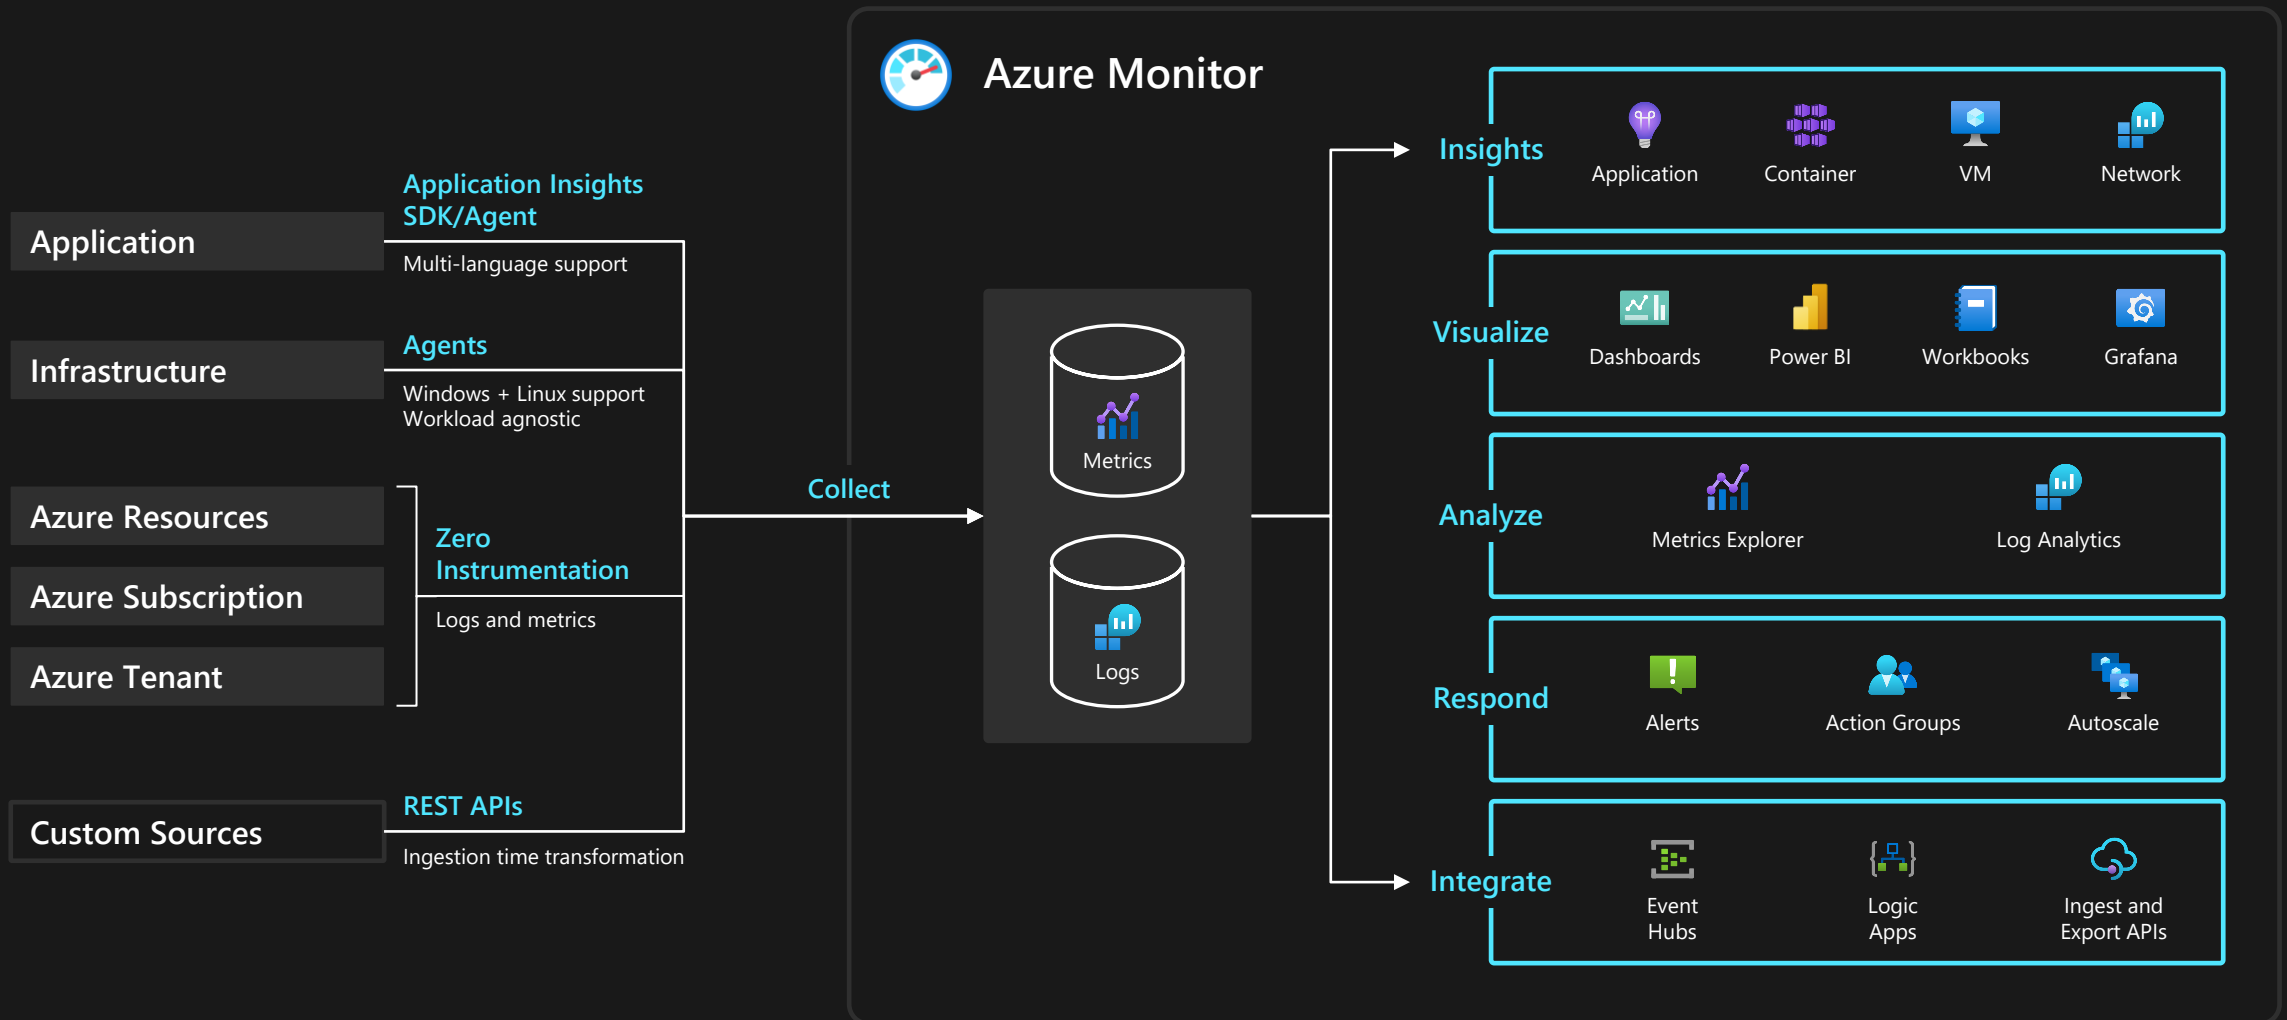 Azure Monitor
Application
Application Insights
SDK/Agent
Multi-language support
Infrastructure
Agents
Windows + Linux support
Workload agnostic
Azure Resources
Azure Subscription
Azure Tenant
Zero
Instrumentation
Logs and metrics
Custom Sources
REST APIs
Ingestion time transformation
Collect
Metrics
Logs
Insights
Application
Container
VM
Network
Visualize
Dashboards
Power BI
Workbooks
Grafana
Analyze
Metrics Explorer
Log Analytics
Respond
Alerts
Action Groups
Autoscale
Integrate
Event
Hubs
Logic
Apps
Ingest and
Export APIs